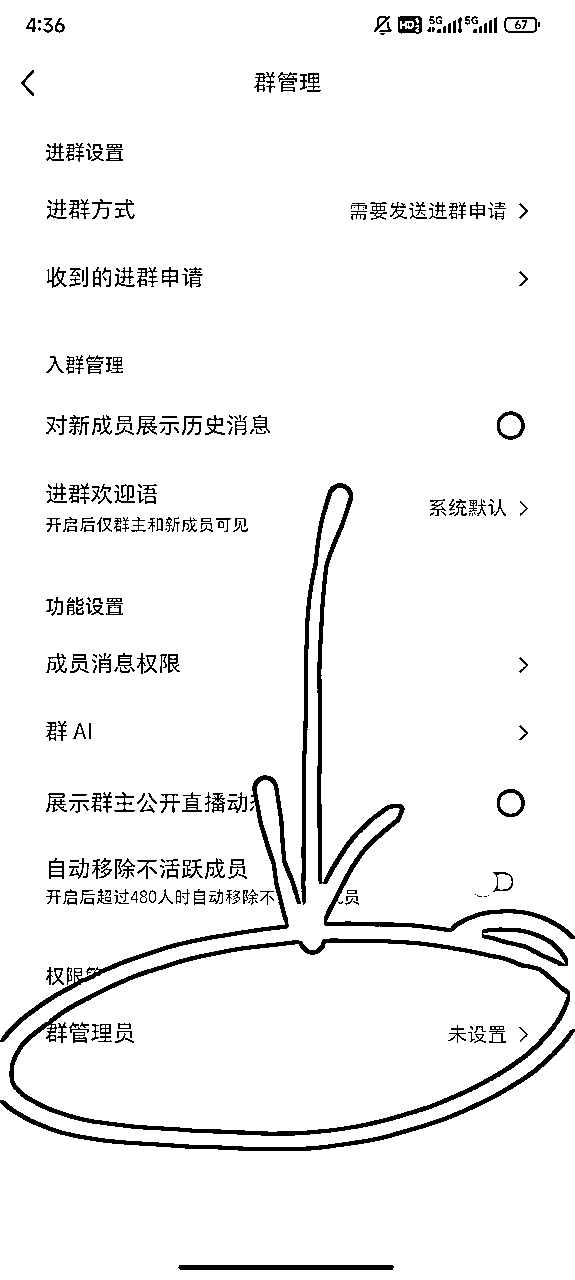 4:36 HD 2 5G 5G 67
群管理
进群设置
进群方式 需要发送进群申请
收到的进群申请
入群管理
对新成员展示历史消息
进群欢迎语 系统默认
开启后仅群主和新成员可见
功能设置
成员消息权限
群 AI
展示群主公开直播动
自动移除不活跃成员
开启后超过480人时自动移除不 员
权限
群管理员 未设置